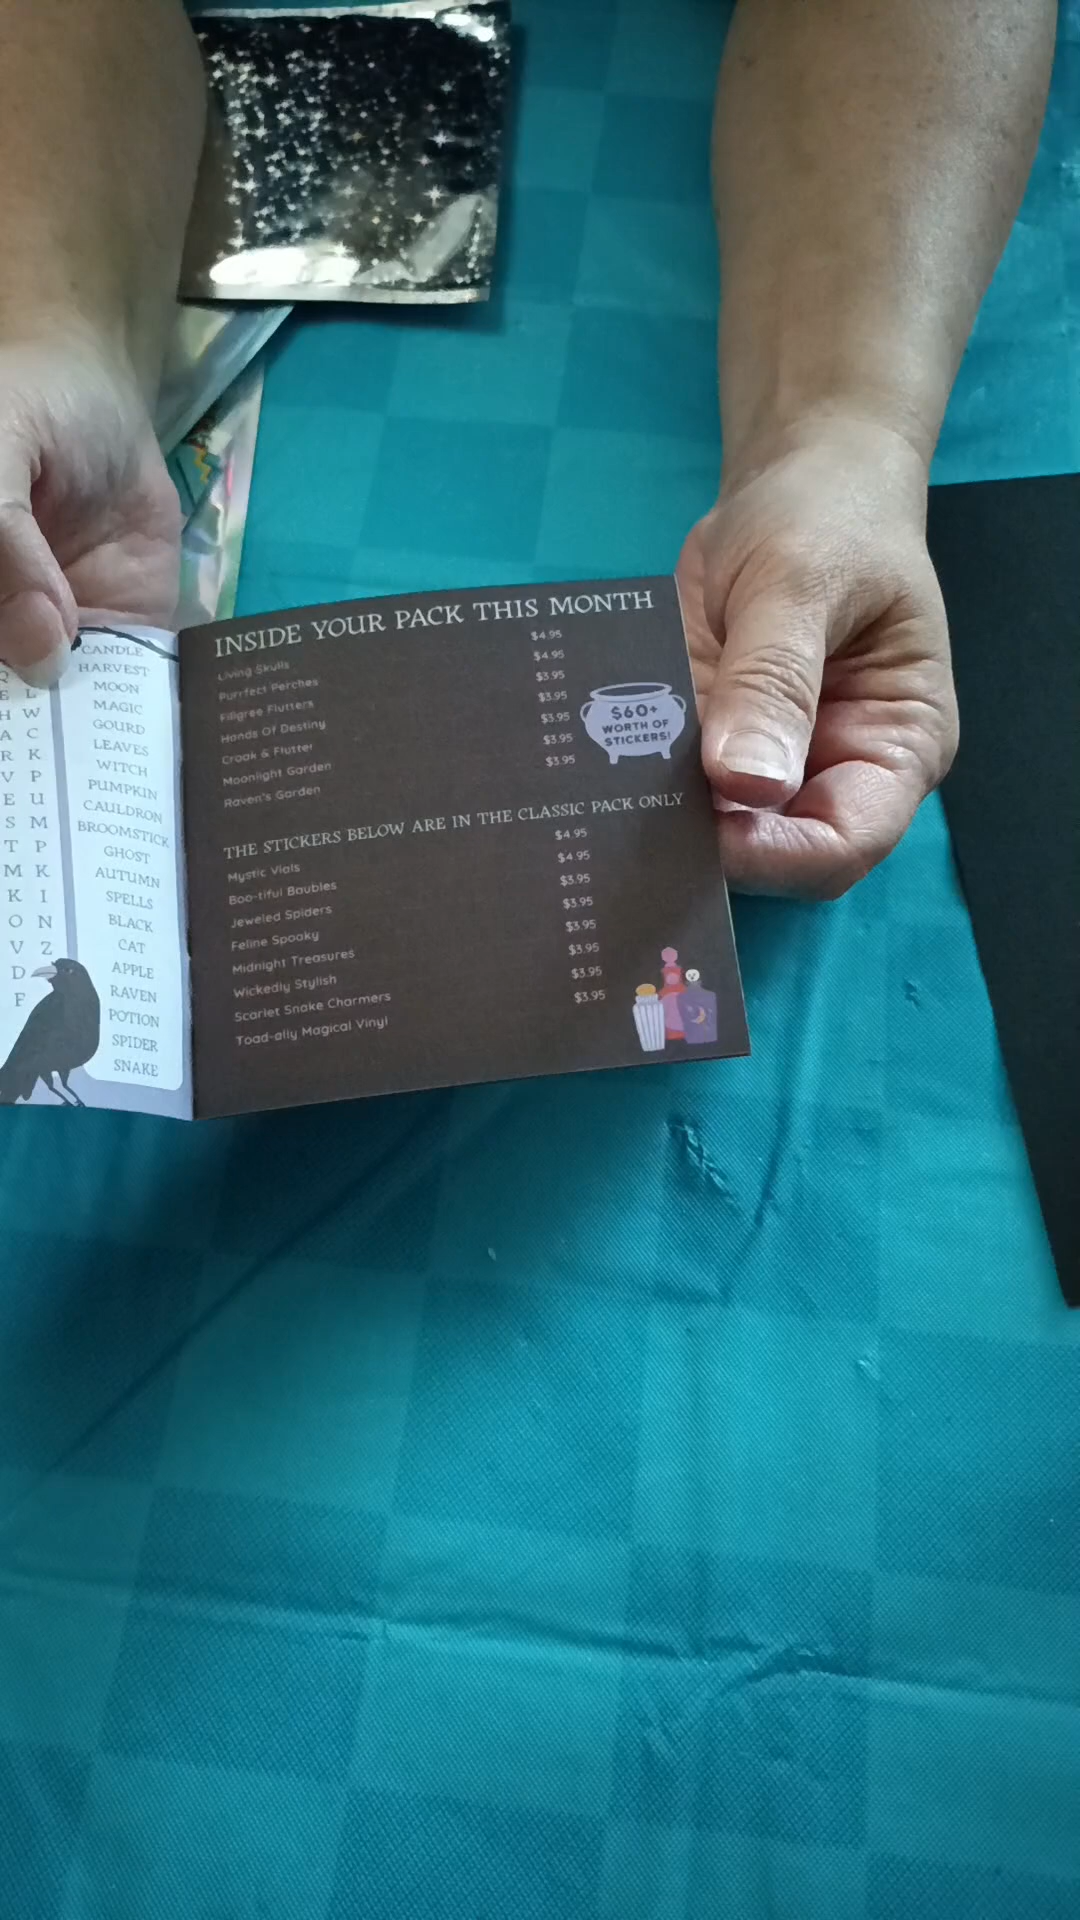 Q
E L
H W
A C
R K
V P
E U
S M
T P
M K
K I
O N
V Z
D
F
CANDLE
HARVEST
MOON
MAGIC
GOURD
LEAVES
WITCH
PUMPKIN
CAULDRON
BROOMSTICK
GHOST
AUTUMN
SPELLS
BLACK
CAT
APPLE
RAVEN
POTION
SPIDER
SNAKE
INSIDE YOUR PACK THIS MONTH
Living Skulls $4.95
Purrfect Perches $4.95
Filigree Flutters $3.95
Hands Of Destiny $3.95
Croak & Flutter $3.95
Moonlight Garden $3.95
Raven's Garden $3.95
$60+
WORTH OF
STICKERS!
THE STICKERS BELOW ARE IN THE CLASSIC PACK ONLY
Mystic Vials $4.95
Boo-tiful Baubles $4.95
Jeweled Spiders $3.95
Feline Spooky $3.95
Midnight Treasures $3.95
Wickedly Stylish $3.95
Scarlet Snake Charmers $3.95
Toad-ally Magical Vinyl $3.95